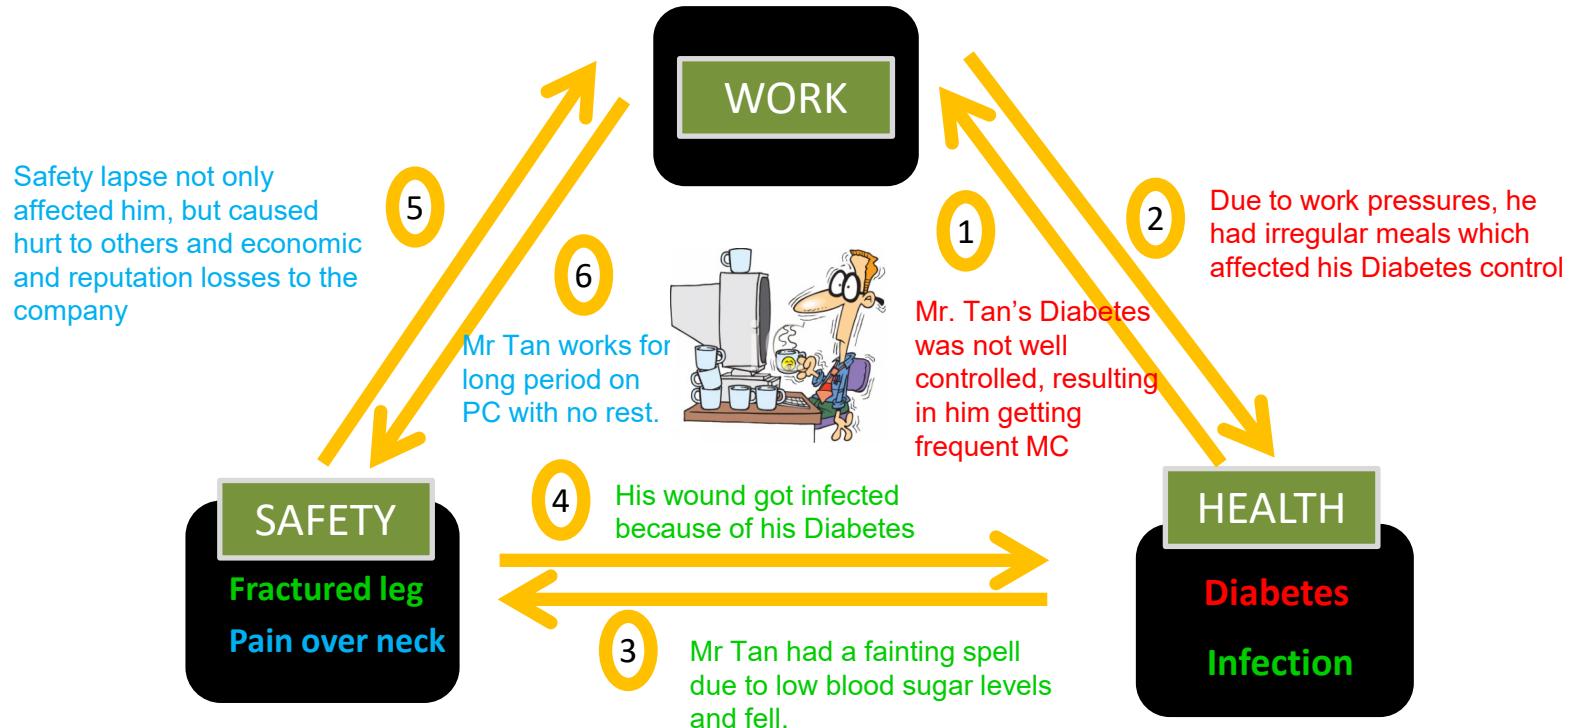 WORK
Safety lapse not only
affected him, but caused
hurt to others and economic
and reputation losses to the
company
5
6
Mr Tan works for
long period on
PC with no rest.
1
Mr. Tan’s Diabetes
was not well
controlled, resulting
in him getting
frequent MC
2
Due to work pressures, he
had irregular meals which
affected his Diabetes control
SAFETY
Fractured leg
Pain over neck
4
His wound got infected
because of his Diabetes
3
Mr Tan had a fainting spell
due to low blood sugar levels
and fell.
HEALTH
Diabetes
Infection